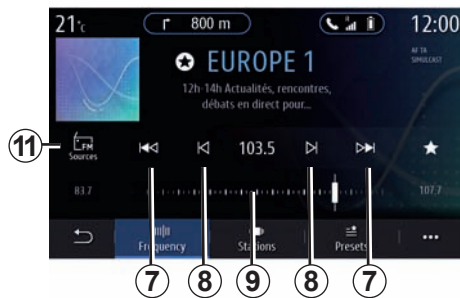 21°c
800 m
12:00
EUROPE 1
AF TA
SIMULCAST
12h-14h Actualités, rencontres,
débats en direct pour...
11
FM
Sources
103.5
83.7
107.7
Frequency
Stations
Presets
7
8
9
8
7